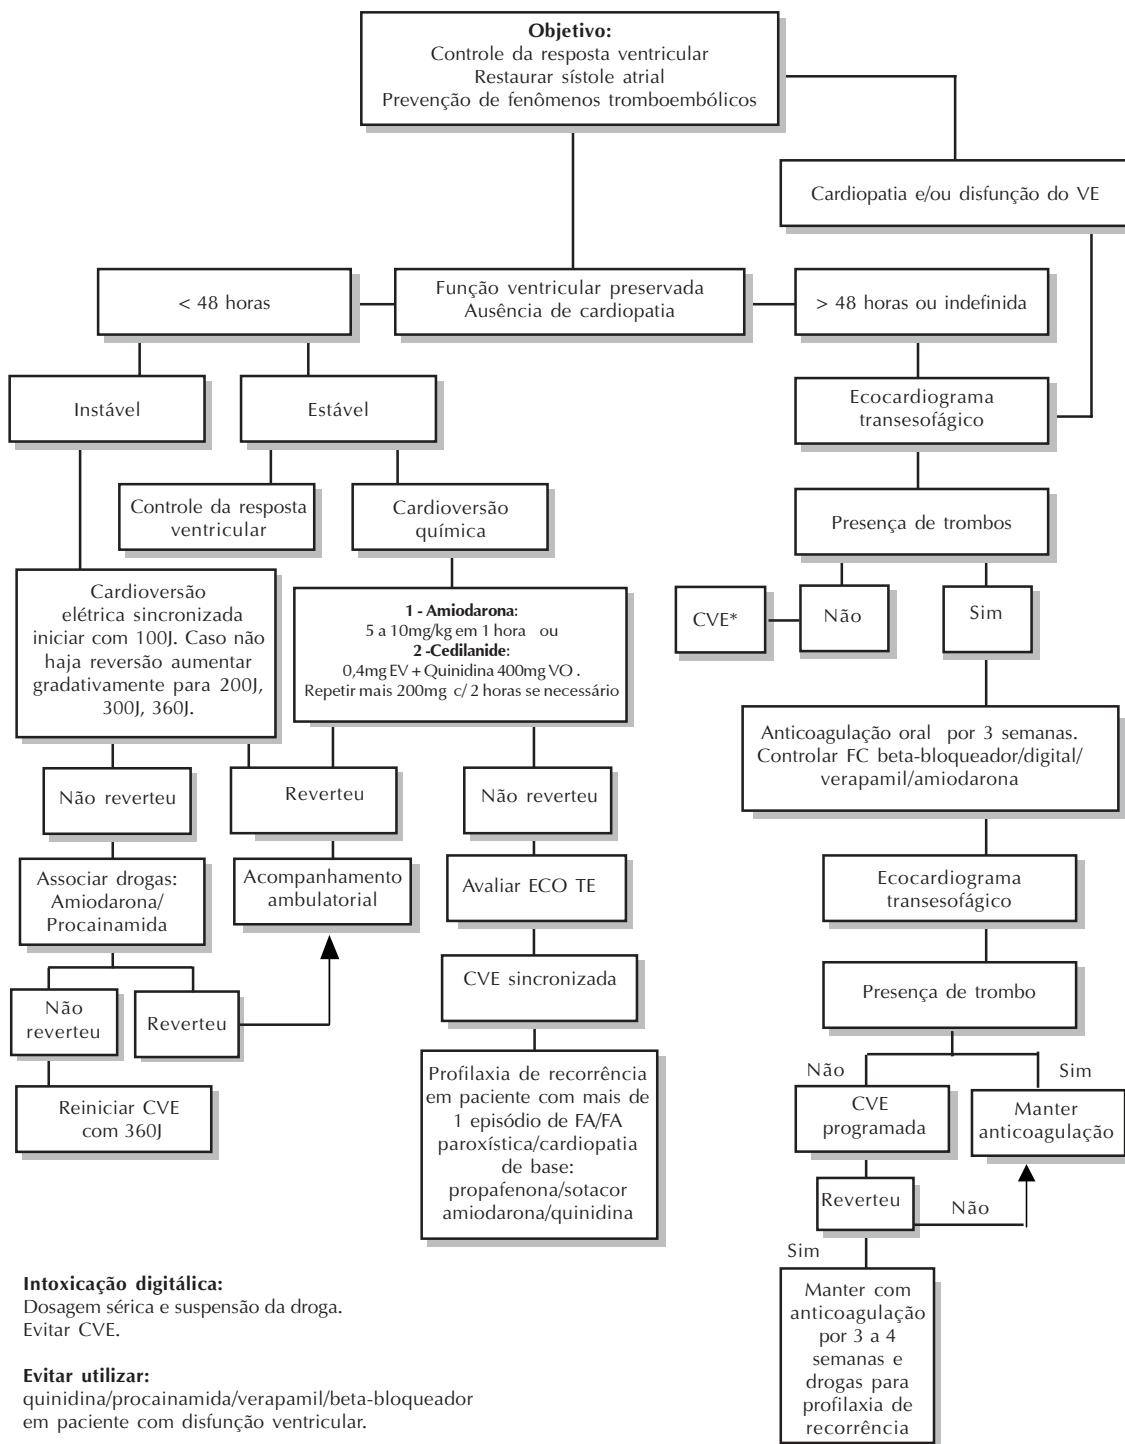 Objetivo:
Controle da resposta ventricular
Restaurar sístole atrial
Prevenção de fenômenos tromboembólicos
Cardiopatia e/ou disfunção do VE
< 48 horas
Função ventricular preservada
Ausência de cardiopatia
> 48 horas ou indefinida
Instável
Estável
Ecocardiograma
transesofágico
Controle da resposta
ventricular
Cardioversão
química
Presença de trombos
Cardioversão
elétrica sincronizada
iniciar com 100J. Caso não
haja reversão aumentar
gradativamente para 200J,
300J, 360J.
1 - Amiodarona:
5 a 10mg/kg em 1 hora ou
2 -Cedilanide:
0,4mg EV + Quinidina 400mg VO .
Repetir mais 200mg c/ 2 horas se necessário
CVE*
Não
Sim
Anticoagulação oral por 3 semanas.
Controlar FC beta-bloqueador/digital/
verapamil/amiodarona
Não reverteu
Reverteu
Não reverteu
Associar drogas:
Amiodarona/
Procainamida
Acompanhamento
ambulatorial
Avaliar ECO TE
Ecocardiograma
transesofágico
CVE sincronizada
Presença de trombo
Não
reverteu
Reverteu
Não
Sim
Reiniciar CVE
com 360J
Profilaxia de recorrência
em paciente com mais de
1 episódio de FA/FA
paroxística/cardiopatia
de base:
propafenona/sotacor
amiodarona/quinidina
CVE
programada
Manter
anticoagulação
Reverteu
Não
Sim
Manter com
anticoagulação
por 3 a 4
semanas e
drogas para
profilaxia de
recorrência
Intoxicação digitálica:
Dosagem sérica e suspensão da droga.
Evitar CVE.
Evitar utilizar:
quinidina/procainamida/verapamil/beta-bloqueador
em paciente com disfunção ventricular.